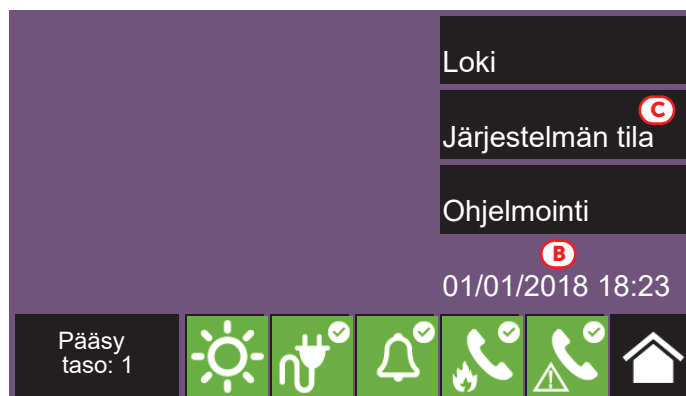 Loki
C
Järjestelmän tila
Ohjelmointi
B
01/01/2018 18:23
Pääsy
taso: 1